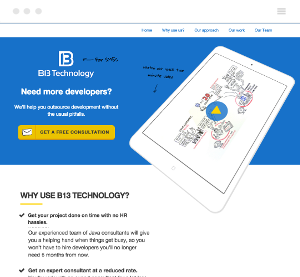 Home Why use us? Our approach Our work Our Team
B13 Technology
Need more developers?
We'll help you outsource development without
the usual pitfalls.
GET A FREE CONSULTATION
WHY USE B13 TECHNOLOGY?
Get your project done on time with no HR
hassles.
Our experienced team of Java consultants will give
you a helping hand when things get busy, so you
won't have to hire developers you'll no longer
need 6 months from now.
Get an expert consultant at a reduced rate.